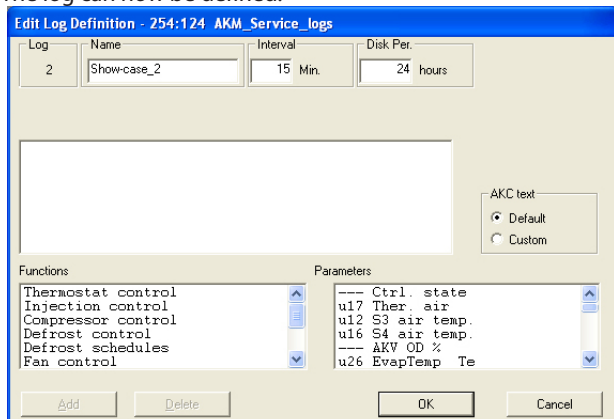 The log can now be defined.
Edit Log Definition - 254:124 AKM_Service_logs
Log Name Interval Disk Per.
2 Show-case_2 15 Min. 24 hours
AKC text
Default
Custom
Functions Parameters
Thermostat control --- Ctrl. state
Injection control u17 Ther. air
Compressor control u12 S3 air temp.
Defrost control u16 S4 air temp.
Defrost schedules --- AKV OD %
Fan control u26 EvapTemp Te
Add Delete OK Cancel